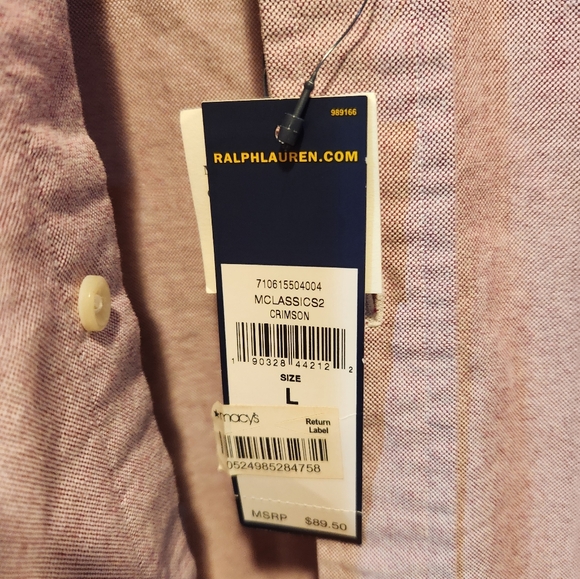 989166
RALPHLAUREN.COM
710615504004
MCLASSICS2
CRIMSON
1 90328 44212 2
SIZE
L
macy's
Return
Label
0524985284758
MSRP $89.50